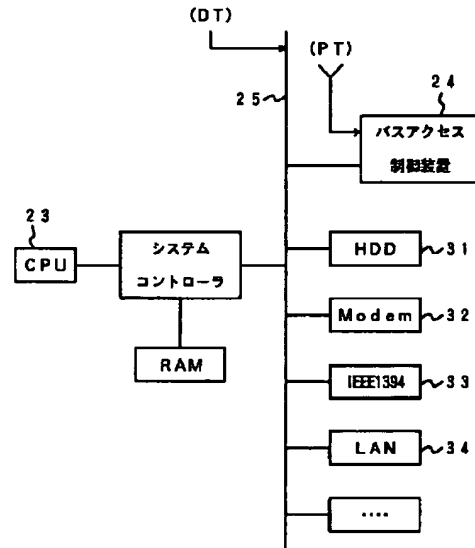 (DT)
(PT)
25
24
バスアクセス
制御装置
23
CPU
システム
コントローラ
RAM
HDD
31
Modem
32
IEEE1394
33
LAN
34
‥‥